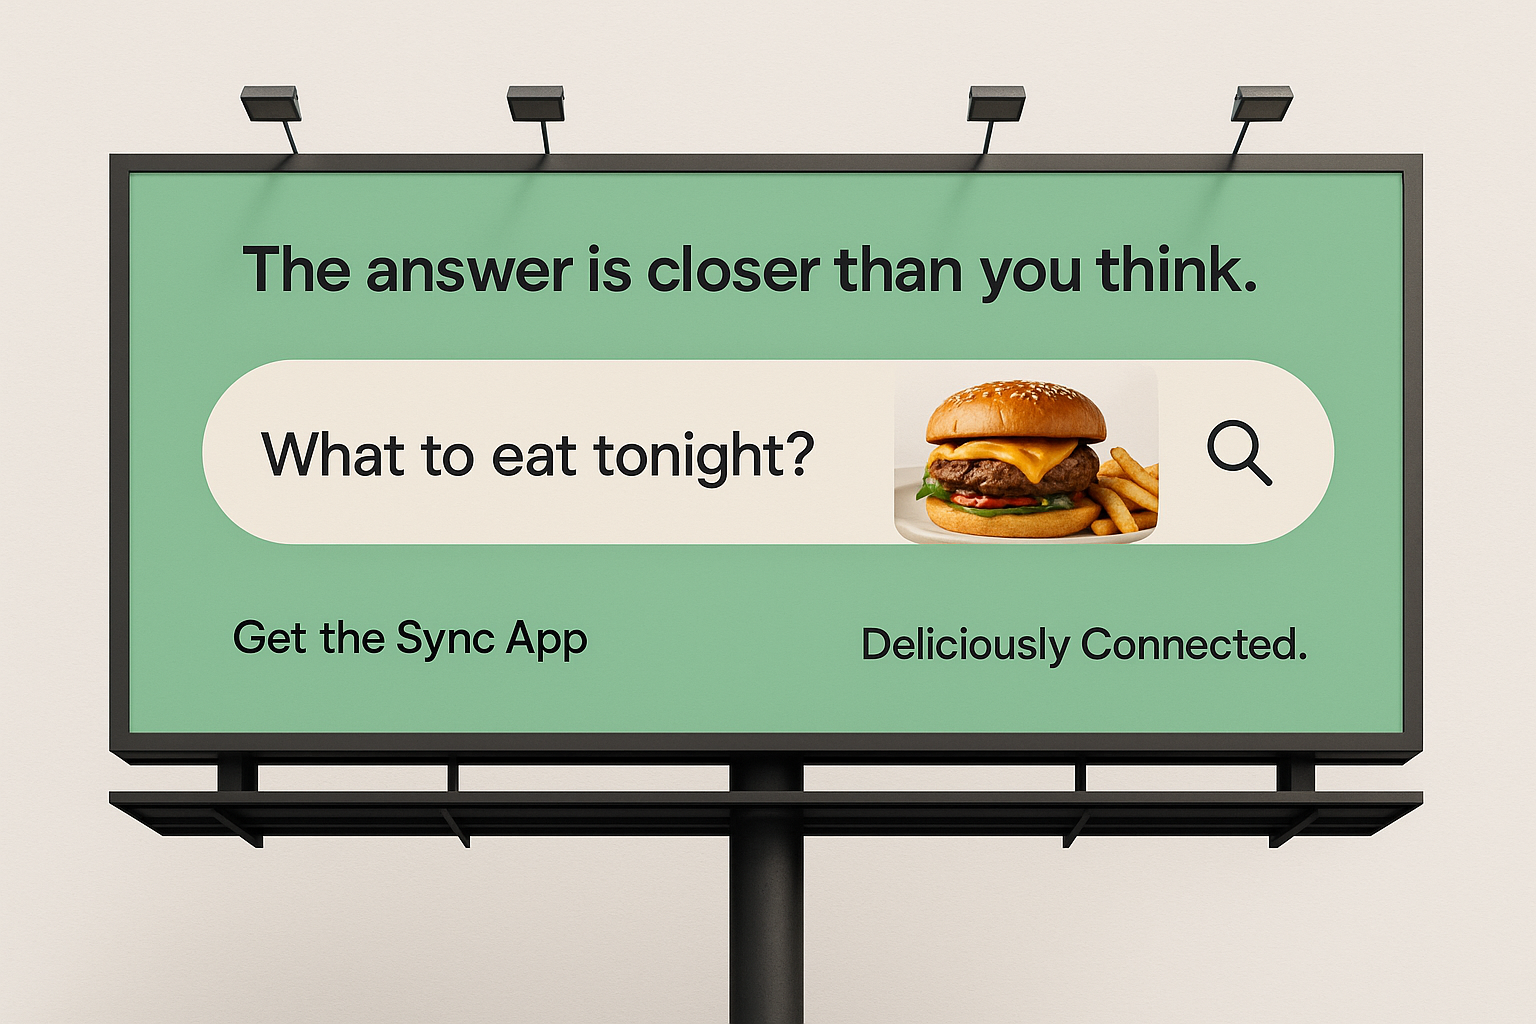 The answer is closer than you think.
What to eat tonight?
Get the Sync App
Deliciously Connected.